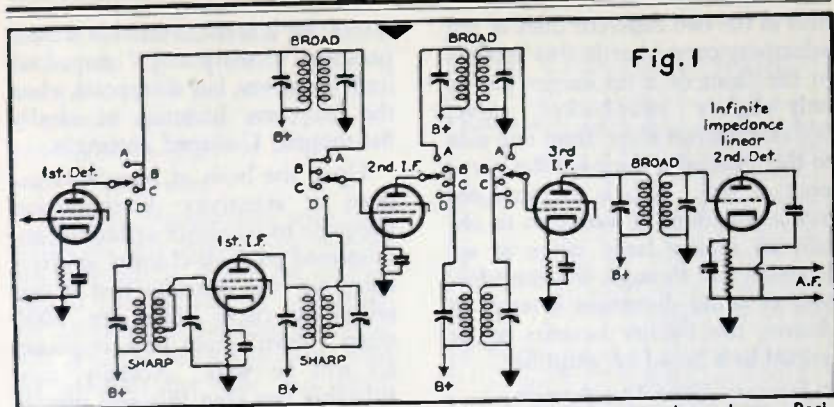 BROAD
BROAD
Fig.1
B+
B+
Infinite
impedance
linear
2nd. Det.
1st. Det.
A
B
C
D
A
B
C
D
2nd I.F.
A
B
C
D
A
B
C
D
3rd
I.F.
BROAD
1st. I.F.
B+
A.F.
SHARP
SHARP
B+
B+
B+
B+